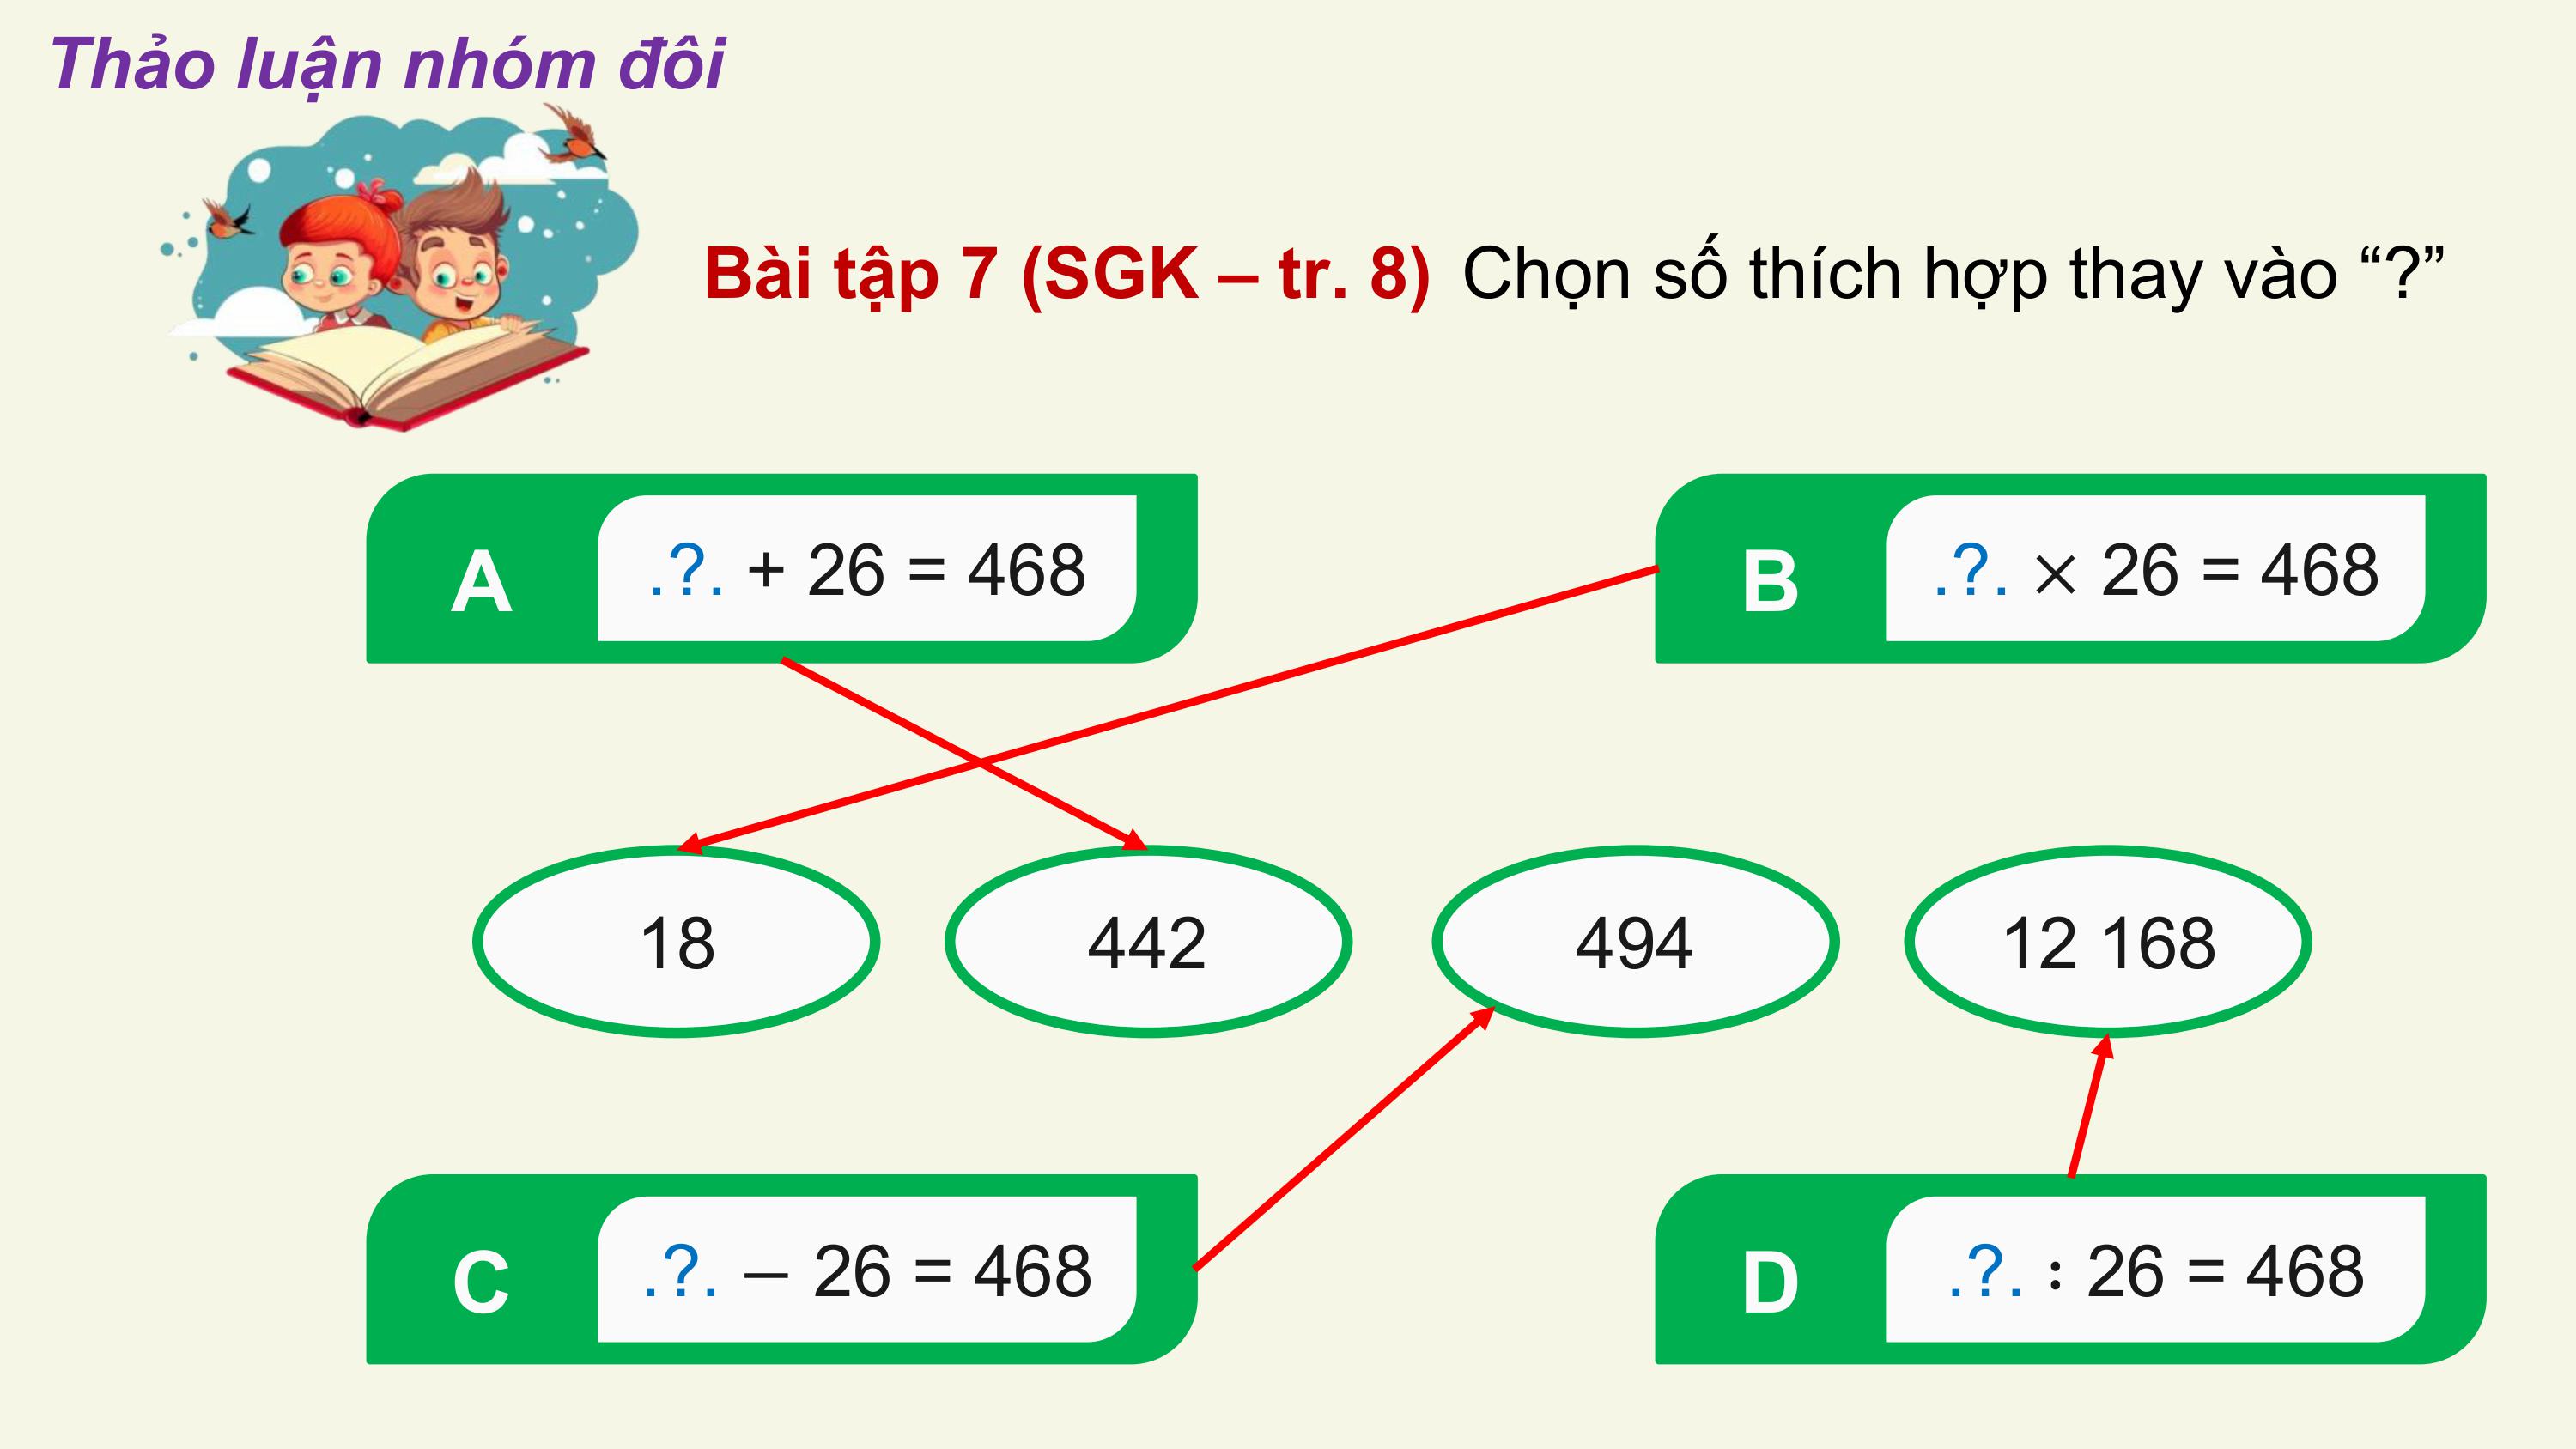 Thảo luận nhóm đôi
Bài tập 7 (SGK – tr. 8) Chọn số thích hợp thay vào “?”
A .?. + 26 = 468
B .?. × 26 = 468
18
442
494
12 168
C .?. – 26 = 468
D .?. : 26 = 468